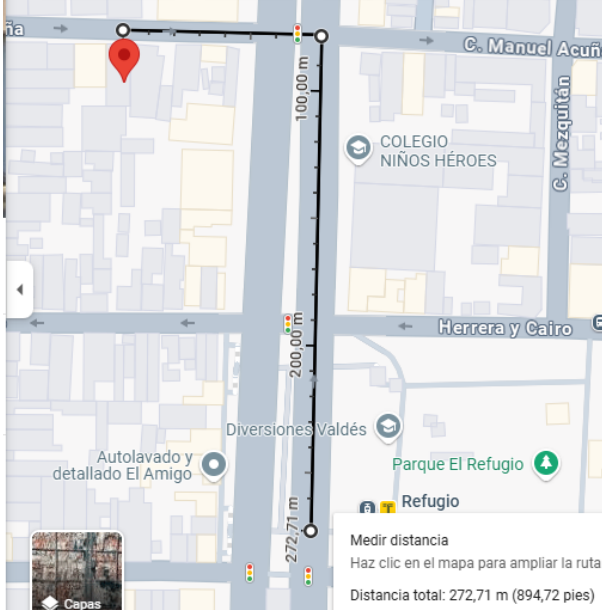 ña
C. Manuel Acuñ
100,00 m
C. Mezquitán
COLEGIO
NIÑOS HÉROES
Herrera y Cairo
200,00 m
Diversiones Valdés
Autolavado y
detallado El Amigo
Parque El Refugio
Refugio
272,71 m
Medir distancia
Haz clic en el mapa para ampliar la ruta
Distancia total: 272,71 m (894,72 pies)
Capas